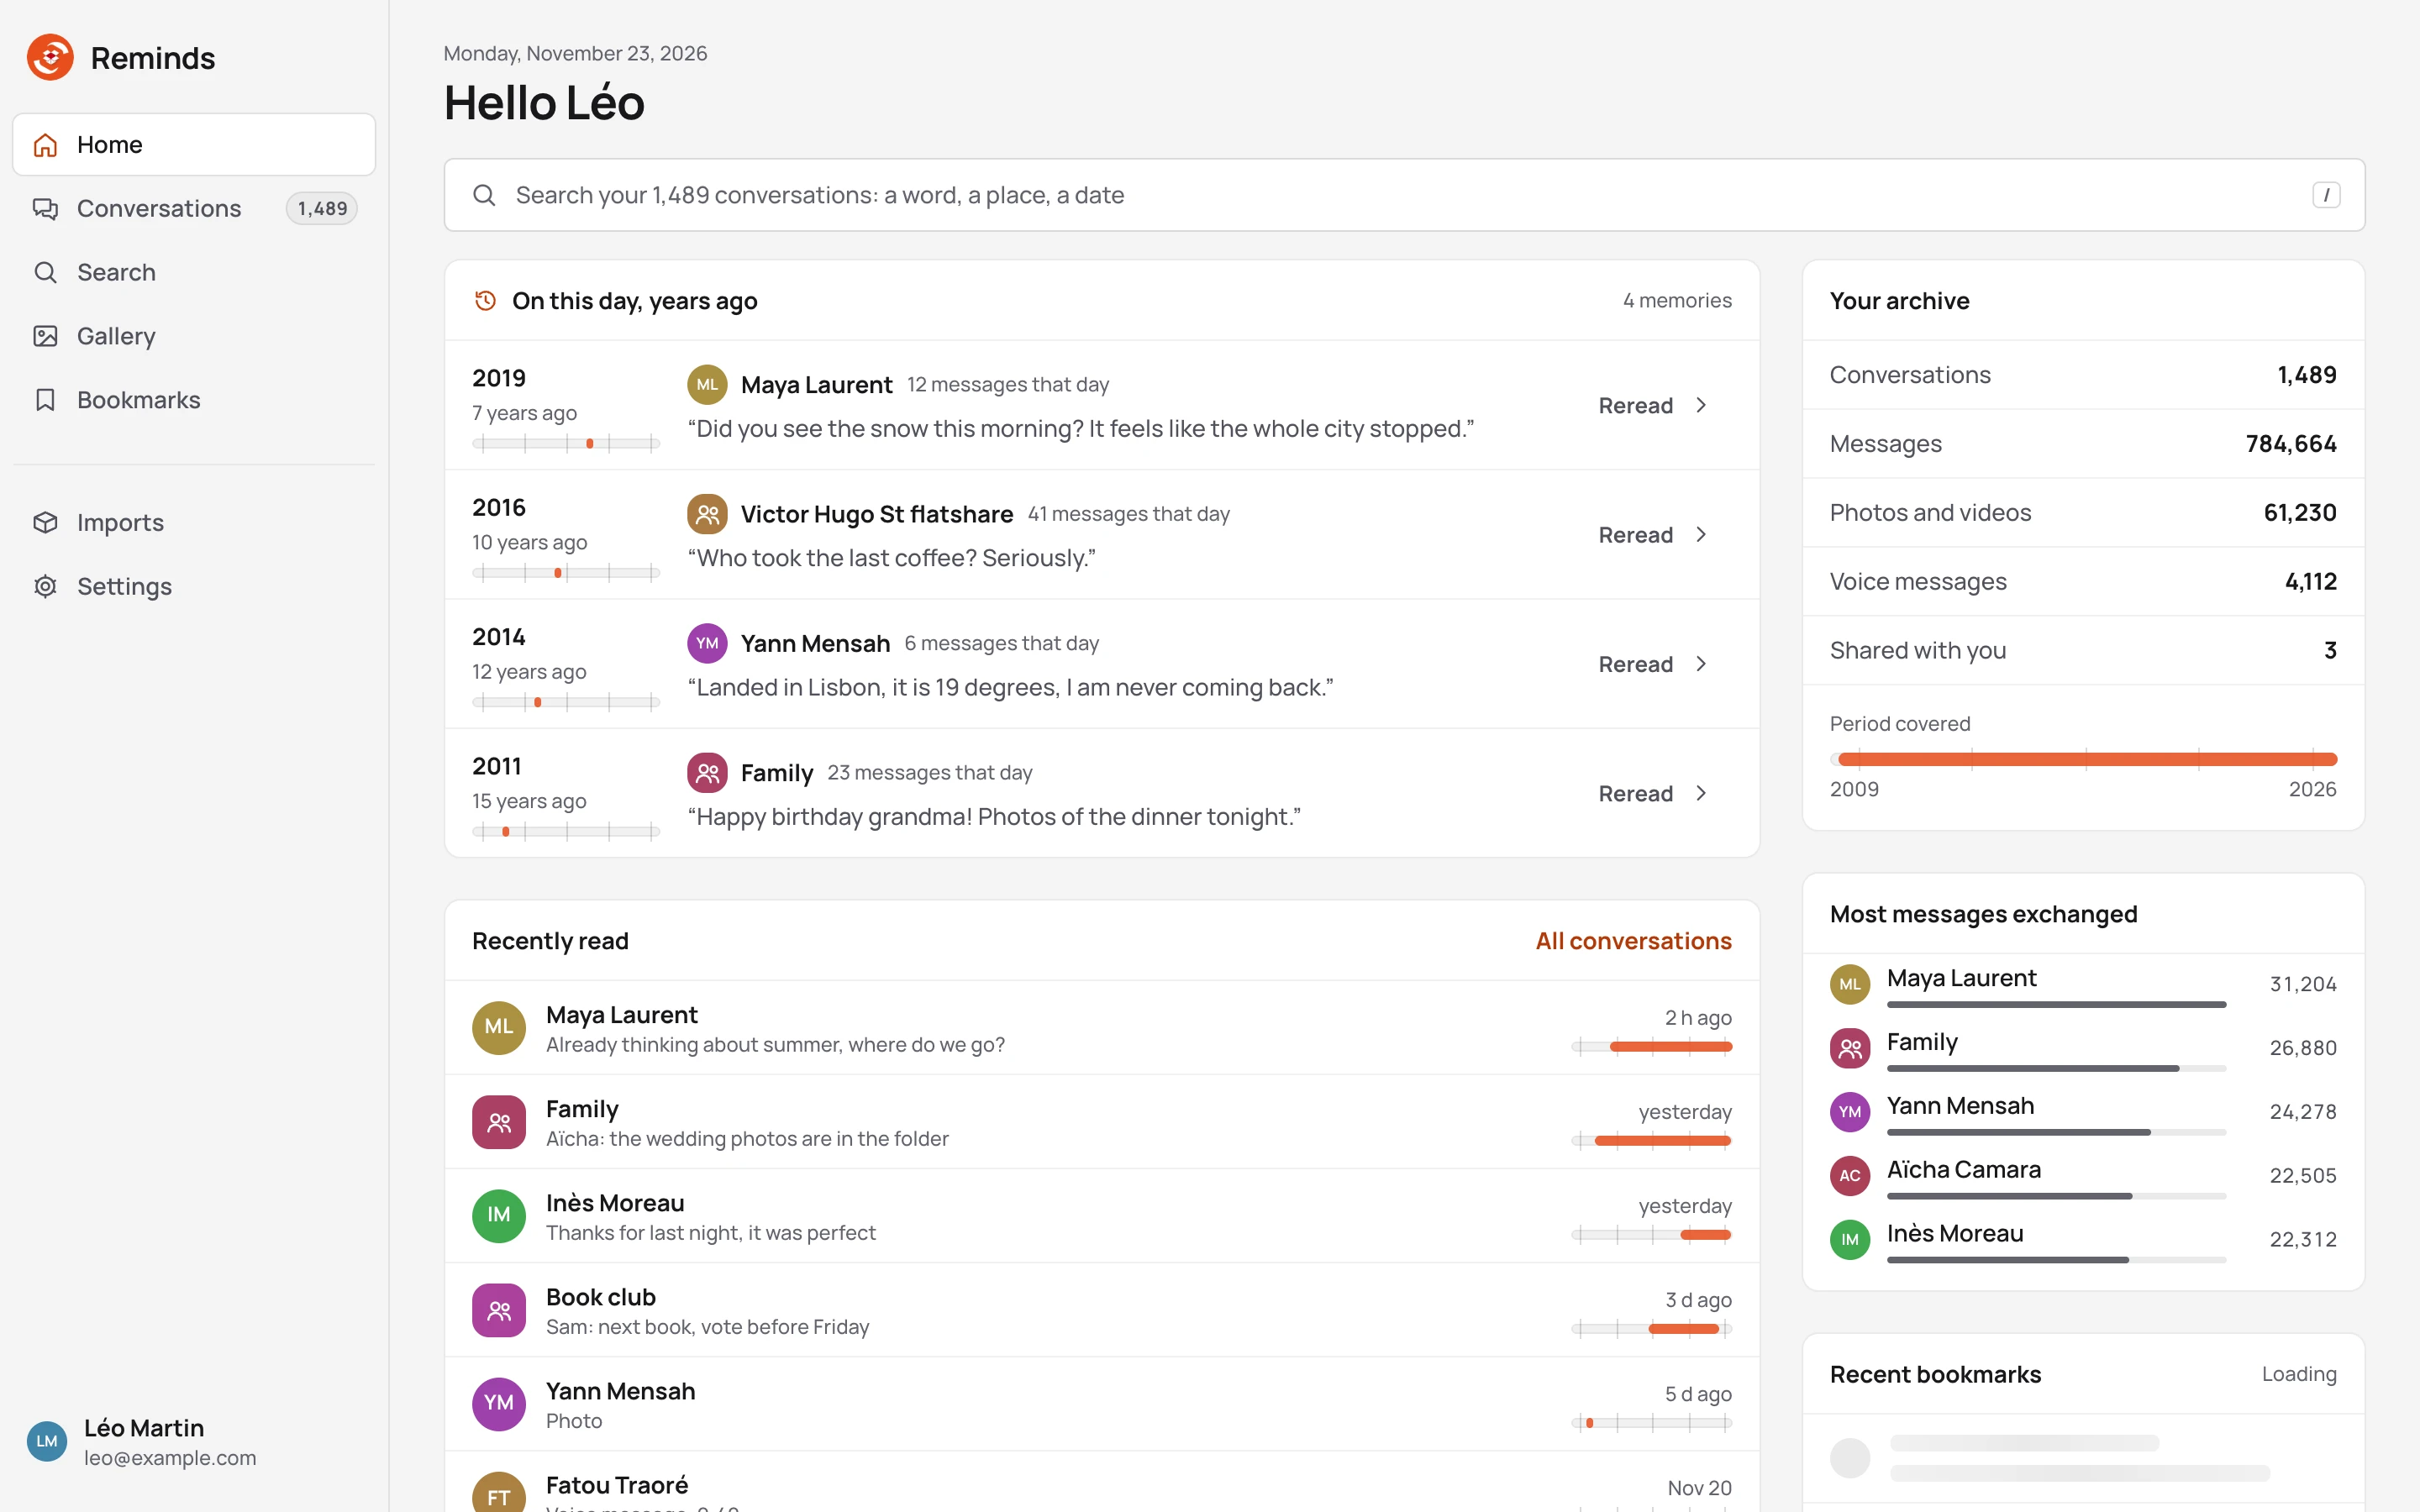 Reminds
Home
Conversations 1,489
Search
Gallery
Bookmarks
Imports
Settings
LM
Léo Martin
leo@example.com
Monday, November 23, 2026
Hello Léo
Search your 1,489 conversations: a word, a place, a date /
On this day, years ago 4 memories
2019
7 years ago
ML Maya Laurent 12 messages that day
“Did you see the snow this morning? It feels like the whole city stopped.”
Reread
2016
10 years ago
Victor Hugo St flatshare 41 messages that day
“Who took the last coffee? Seriously.”
Reread
2014
12 years ago
YM Yann Mensah 6 messages that day
“Landed in Lisbon, it is 19 degrees, I am never coming back.”
Reread
2011
15 years ago
Family 23 messages that day
“Happy birthday grandma! Photos of the dinner tonight.”
Reread
Recently read All conversations
ML
Maya Laurent
Already thinking about summer, where do we go?
2 h ago
Family
Aïcha: the wedding photos are in the folder
yesterday
IM
Inès Moreau
Thanks for last night, it was perfect
yesterday
Book club
Sam: next book, vote before Friday
3 d ago
YM
Yann Mensah
Photo
5 d ago
FT
Fatou Traoré
Nov 20
Your archive
Conversations 1,489
Messages 784,664
Photos and videos 61,230
Voice messages 4,112
Shared with you 3
Period covered
2009 2026
Most messages exchanged
ML Maya Laurent 31,204
Family 26,880
YM Yann Mensah 24,278
AC Aïcha Camara 22,505
IM Inès Moreau 22,312
Recent bookmarks Loading